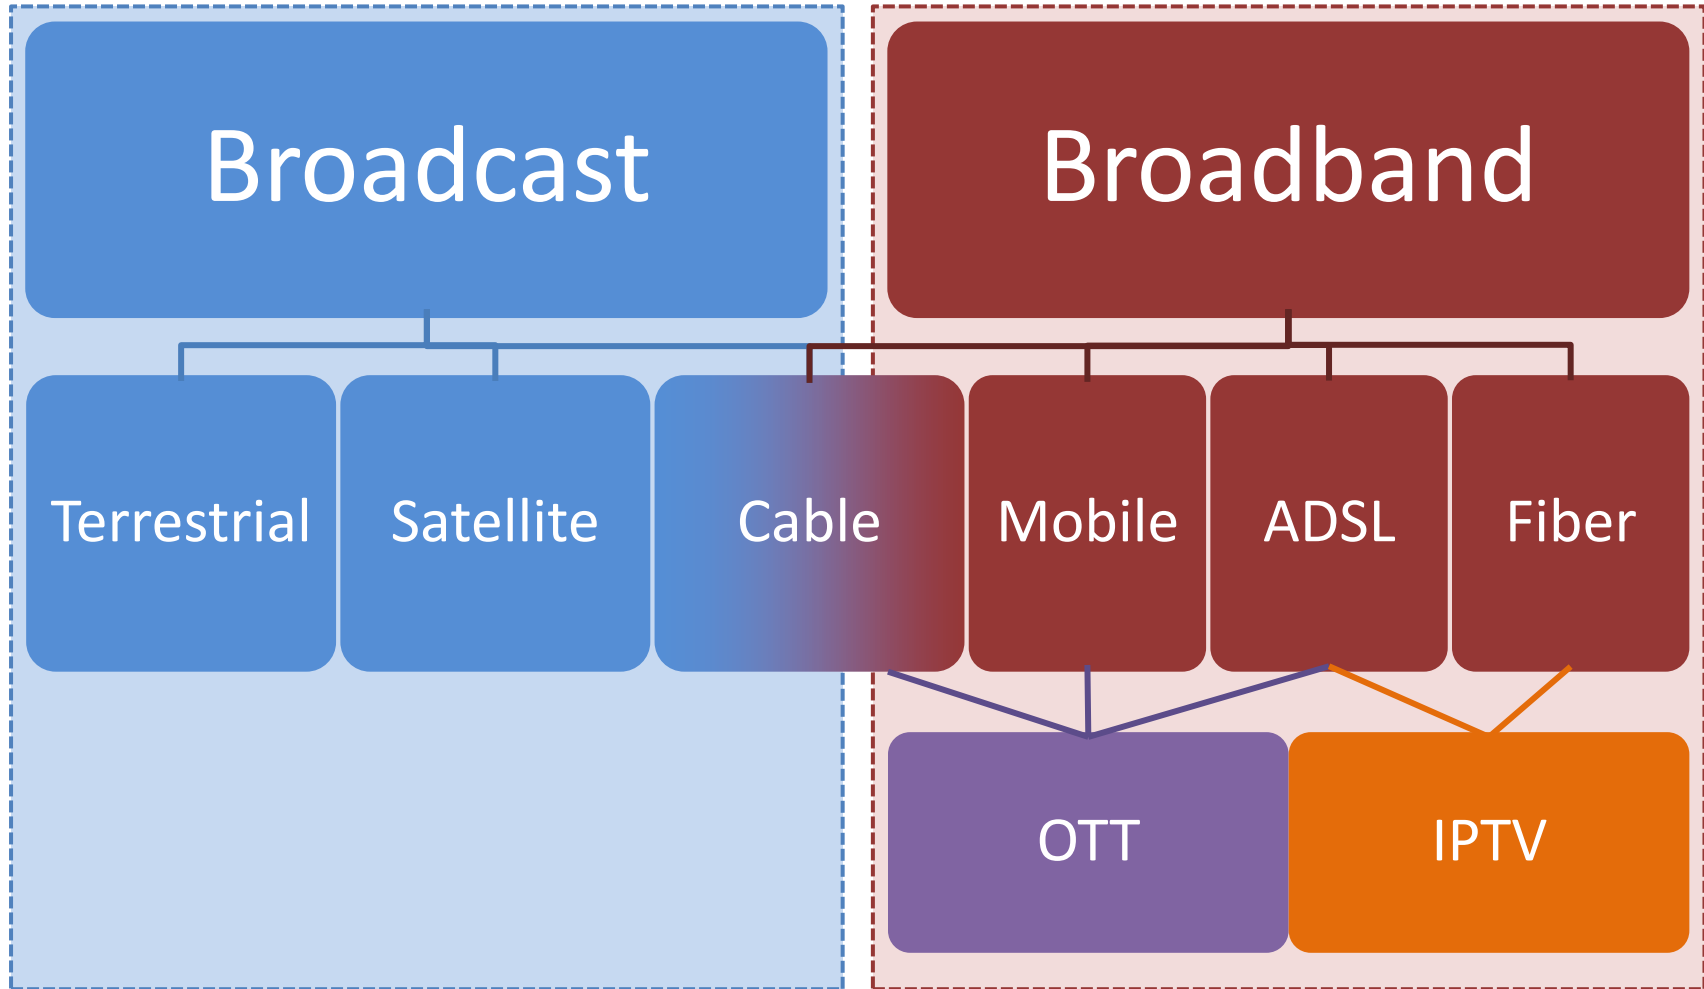 Broadcast
Broadband
Terrestrial
Satellite
Cable
Mobile
ADSL
Fiber
OTT
IPTV